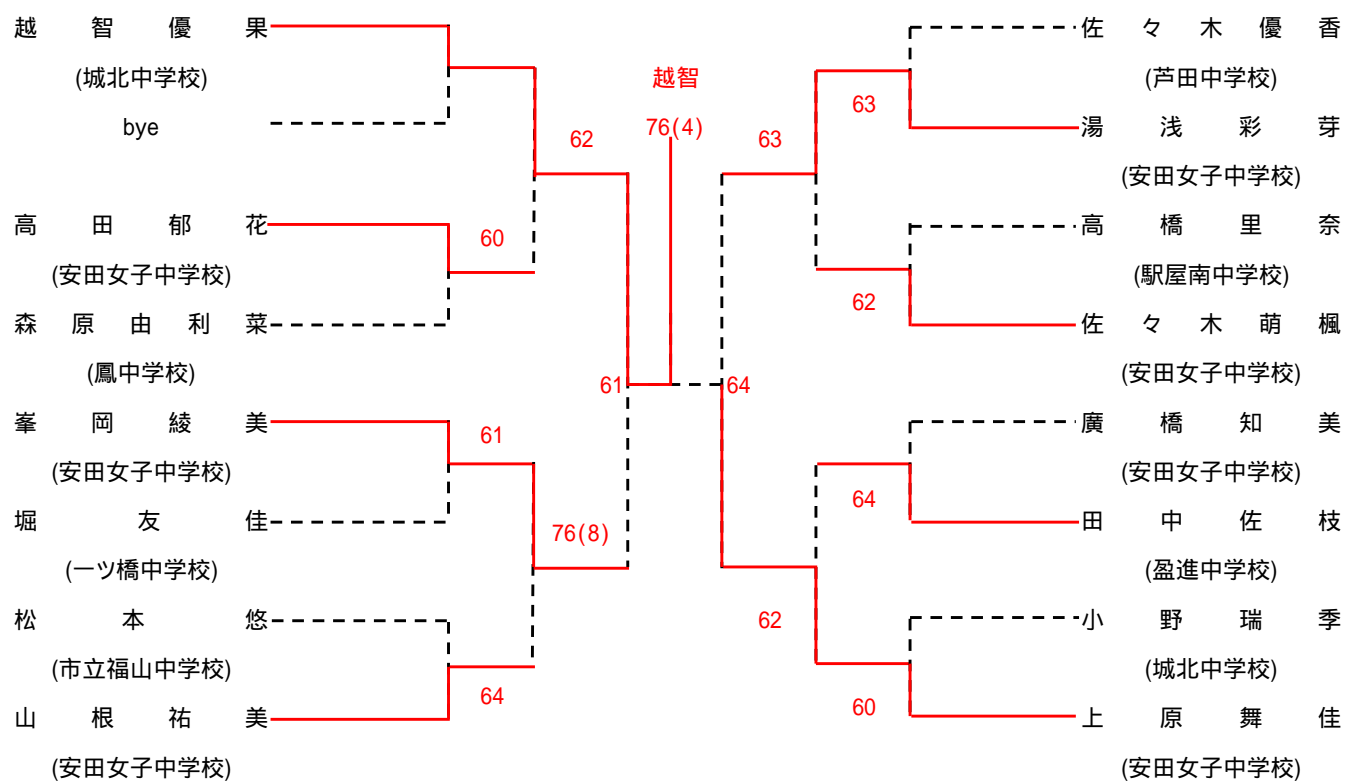 越智優果
(城北中学校)
bye
高田郁花
(安田女子中学校)
森原由利菜
(鳳中学校)
峯岡綾美
(安田女子中学校)
堀友佳
(一ツ橋中学校)
松本悠
(市立福山中学校)
山根祐美
(安田女子中学校)
60
61
64
62
76(8)
61
越智
76(4)
64
63
62
63
62
64
60
佐々木優香
(芦田中学校)
湯浅彩芽
(安田女子中学校)
高橋里奈
(駅屋南中学校)
佐々木萌楓
(安田女子中学校)
廣橋知美
(安田女子中学校)
田中佐枝
(盈進中学校)
小野瑞季
(城北中学校)
上原舞佳
(安田女子中学校)